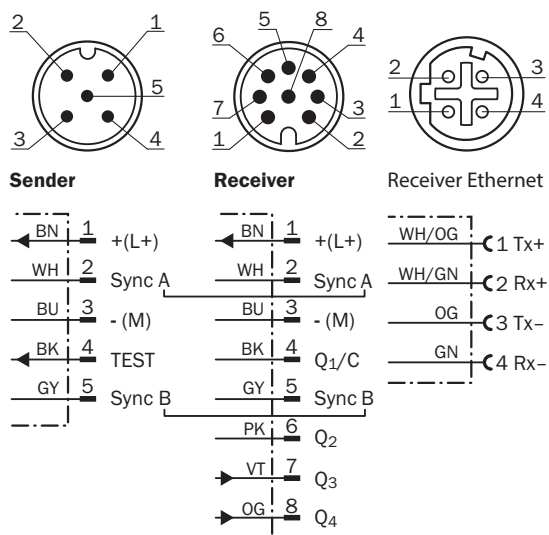 2 1 5 3 4
5 8 6 4 7 3 1 2
2 3 1 4
Sender
Receiver
Receiver Ethernet
BN 1 +(L+)
WH 2 Sync A
BU 3 - (M)
BK 4 TEST
GY 5 Sync B
BN 1 +(L+)
WH 2 Sync A
BU 3 - (M)
BK 4 Q1/C
GY 5 Sync B
PK 6 Q2
VT 7 Q3
OG 8 Q4
WH/OG 1 Tx+
WH/GN 2 Rx+
OG 3 Tx–
GN 4 Rx–